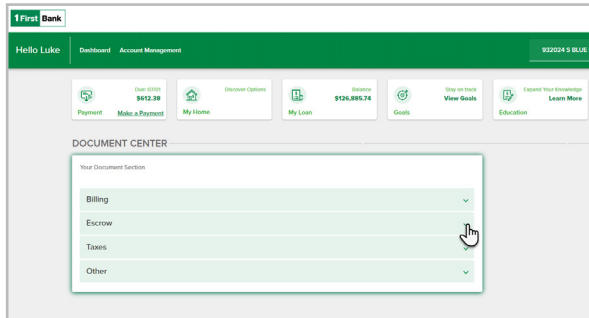 1First Bank
Hello Luke Dashboard Account Management 932024 S BLUE
Due: 07/01
$612.38
Payment Make a Payment
Discover Options
My Home
Balance
$126,885.74
My Loan
Stay on track
View Goals
Goals
Expand Your Knowledge
Learn More
Education
DOCUMENT CENTER
Your Document Section
Billing
Escrow
Taxes
Other